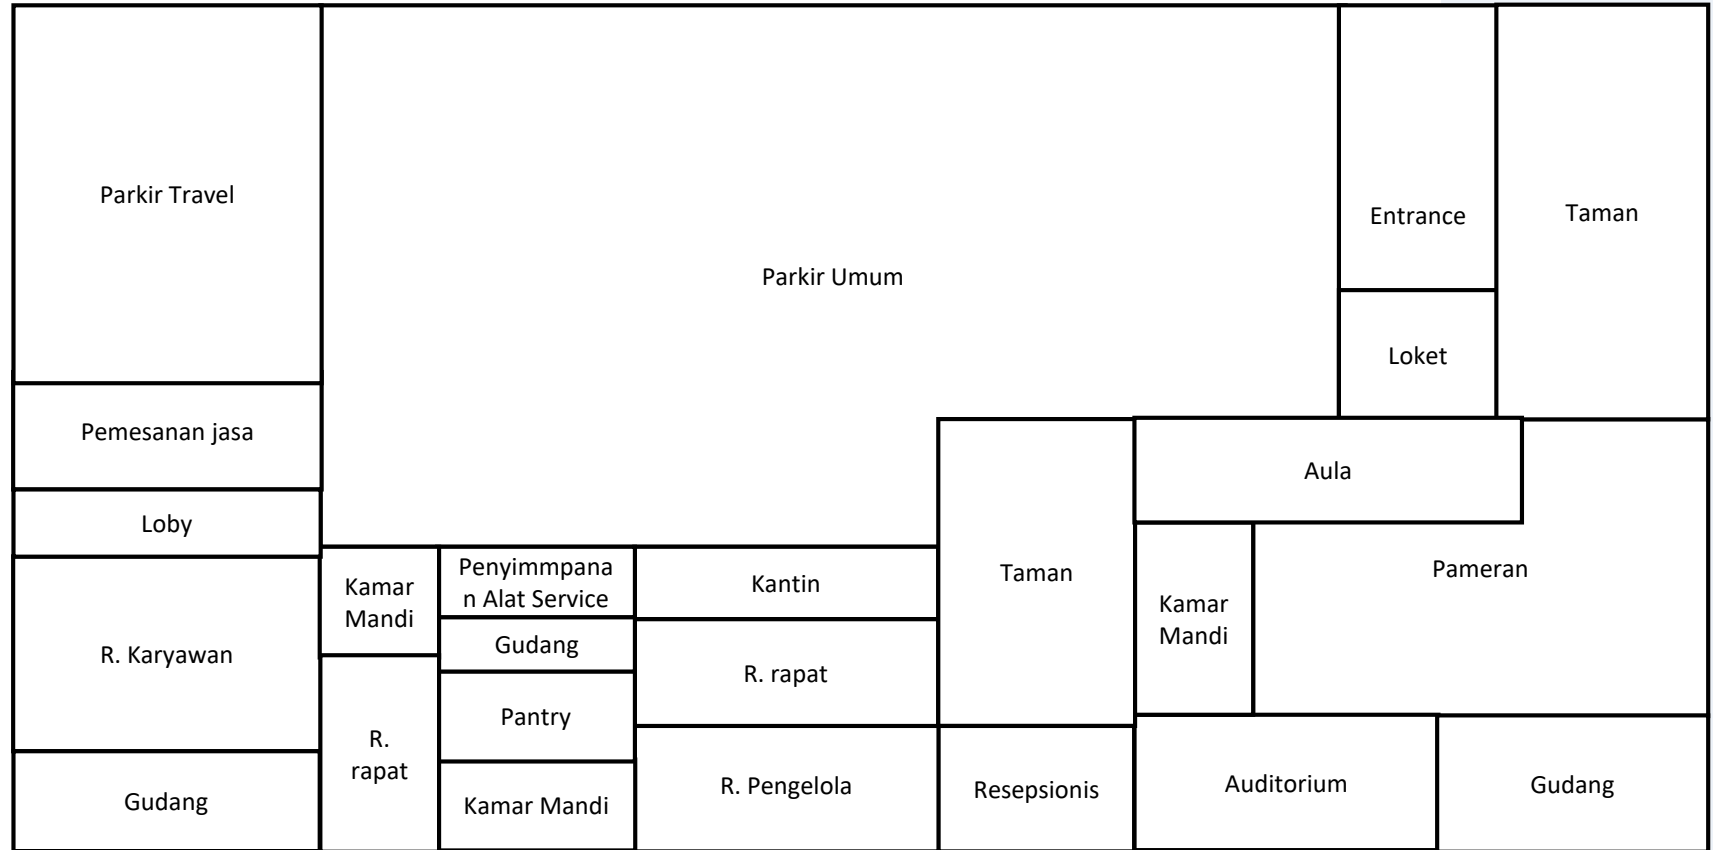 Parkir Travel
Parkir Umum
Entrance
Taman
Loket
Pemesanan jasa
Aula
Loby
Kamar
Mandi
Penyimmpana
n Alat Service
Kantin
Taman
Pameran
Kamar
Mandi
R. Karyawan
Gudang
R. rapat
Pantry
R.
rapat
Gudang
Kamar Mandi
R. Pengelola
Resepsionis
Auditorium
Gudang